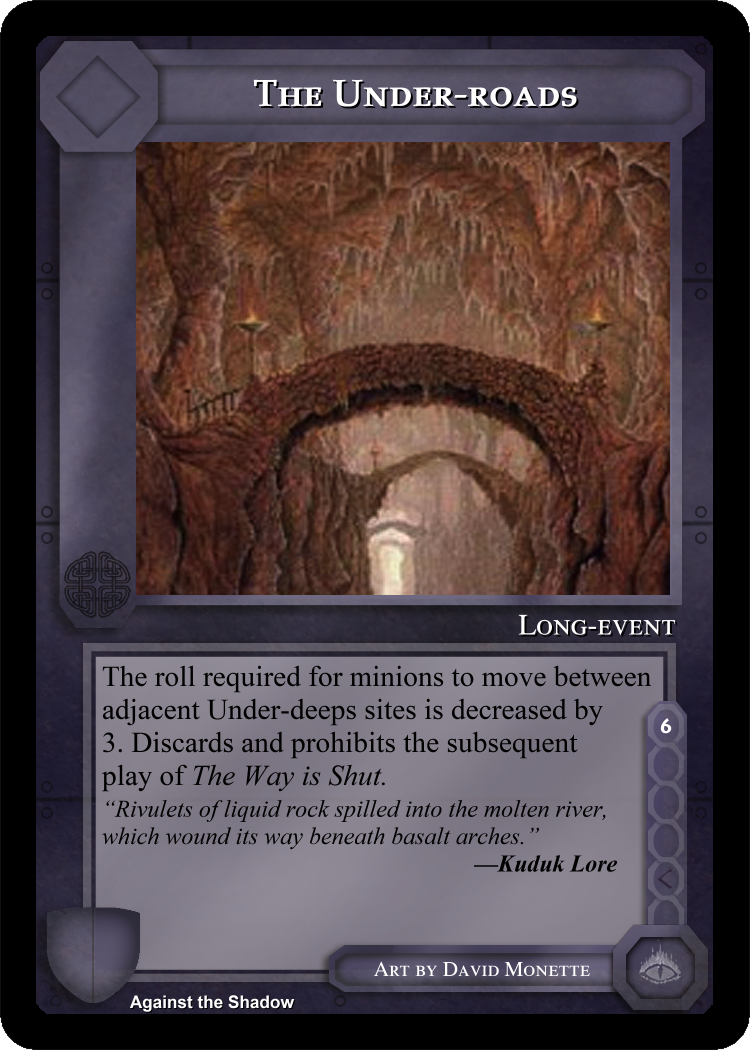 The Under-roads
Long-event
The roll required for minions to move between
adjacent Under-deeps sites is decreased by
3. Discards and prohibits the subsequent
play of The Way is Shut.
6
“Rivulets of liquid rock spilled into the molten river,
which wound its way beneath basalt arches.”
—Kuduk Lore
Art by David Monette
Against the Shadow